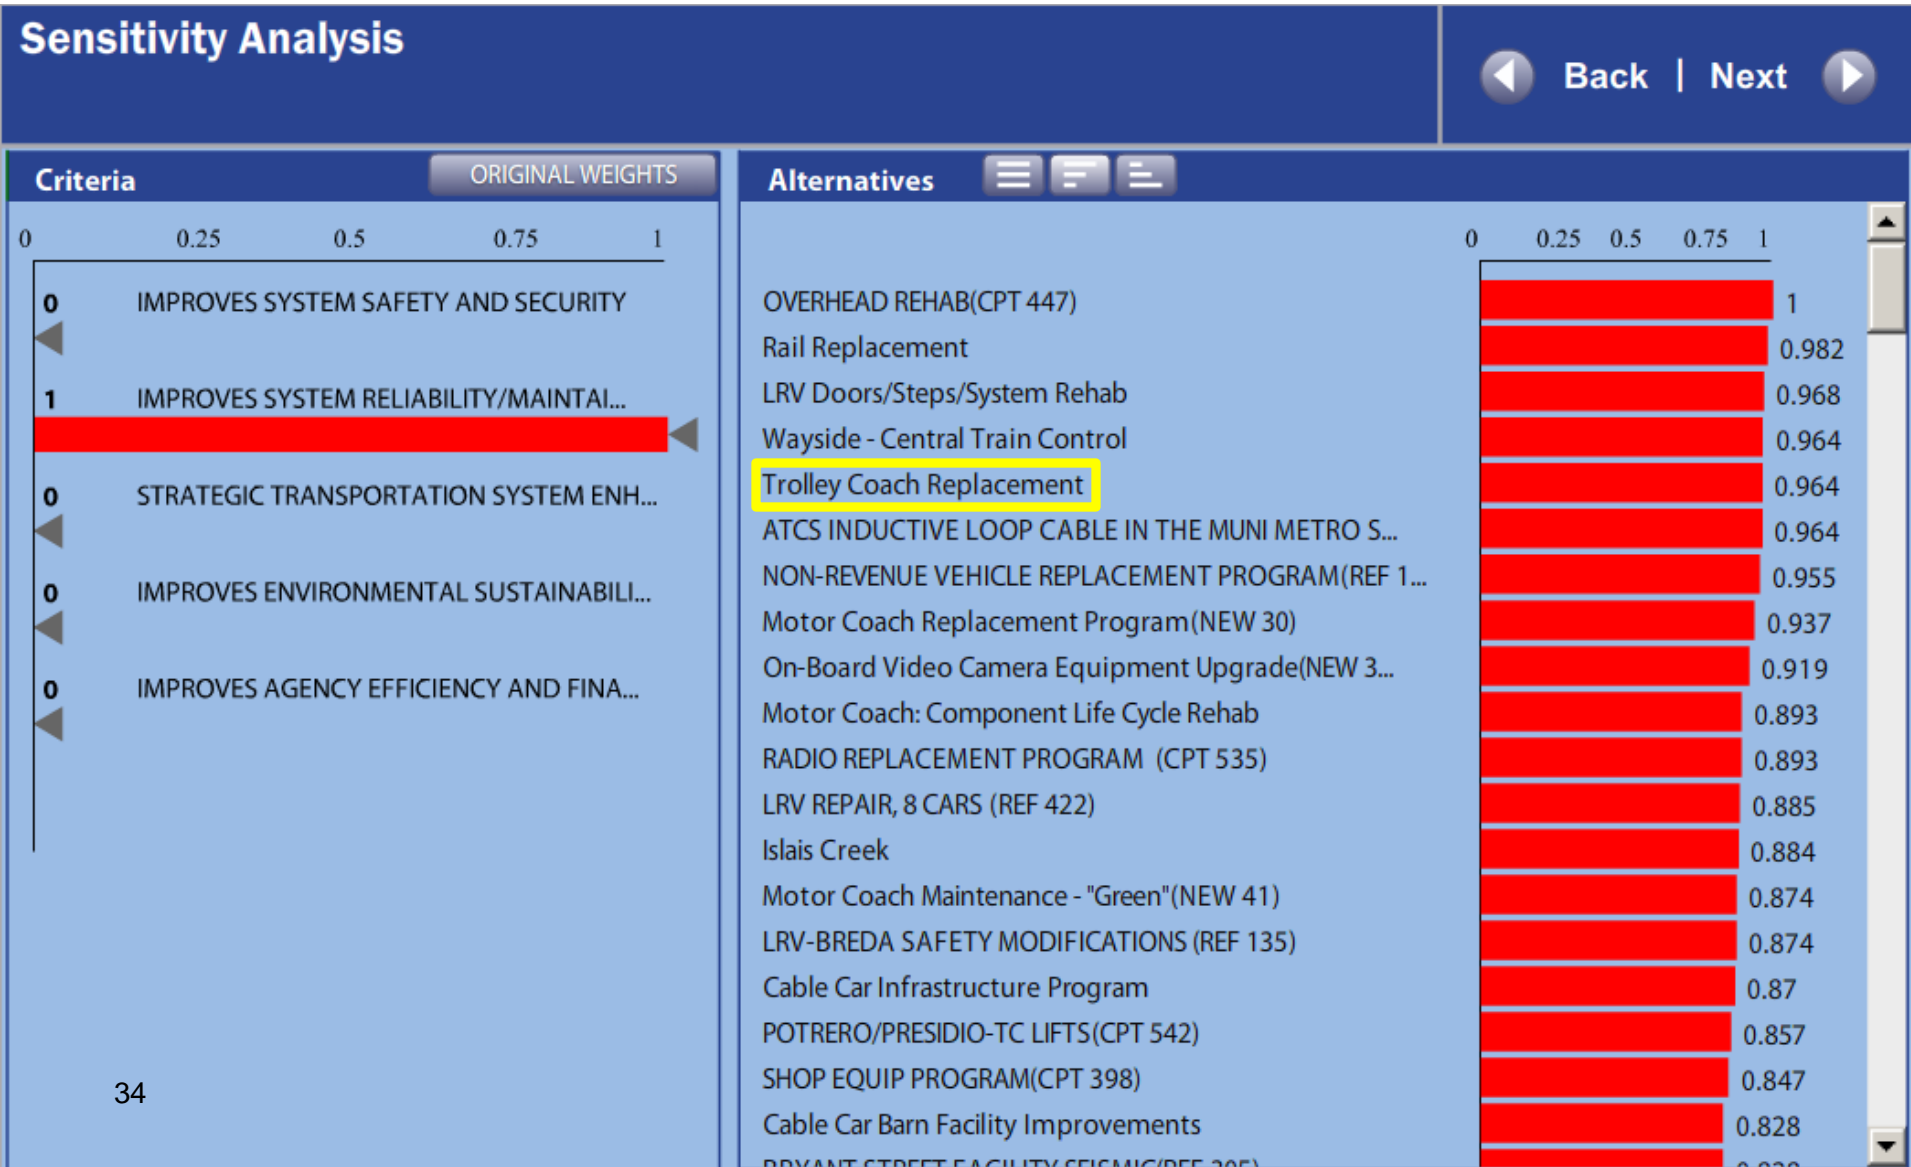 Sensitivity Analysis
Back | Next
Criteria
ORIGINAL WEIGHTS
0 0.25 0.5 0.75 1
0 IMPROVES SYSTEM SAFETY AND SECURITY
1 IMPROVES SYSTEM RELIABILITY/MAINTAI...
0 STRATEGIC TRANSPORTATION SYSTEM ENH...
0 IMPROVES ENVIRONMENTAL SUSTAINABILI...
0 IMPROVES AGENCY EFFICIENCY AND FINA...
34
Alternatives
0 0.25 0.5 0.75 1
OVERHEAD REHAB(CPT 447) 1
Rail Replacement 0.982
LRV Doors/Steps/System Rehab 0.968
Wayside - Central Train Control 0.964
Trolley Coach Replacement 0.964
ATCS INDUCTIVE LOOP CABLE IN THE MUNI METRO S... 0.964
NON-REVENUE VEHICLE REPLACEMENT PROGRAM(REF 1... 0.955
Motor Coach Replacement Program(NEW 30) 0.937
On-Board Video Camera Equipment Upgrade(NEW 3... 0.919
Motor Coach: Component Life Cycle Rehab 0.893
RADIO REPLACEMENT PROGRAM (CPT 535) 0.893
LRV REPAIR, 8 CARS (REF 422) 0.885
Islais Creek 0.884
Motor Coach Maintenance - "Green"(NEW 41) 0.874
LRV-BREDA SAFETY MODIFICATIONS (REF 135) 0.874
Cable Car Infrastructure Program 0.87
POTRERO/PRESIDIO-TC LIFTS(CPT 542) 0.857
SHOP EQUIP PROGRAM(CPT 398) 0.847
Cable Car Barn Facility Improvements 0.828
BRYANT STREET FACILITY SEISMIC(REF